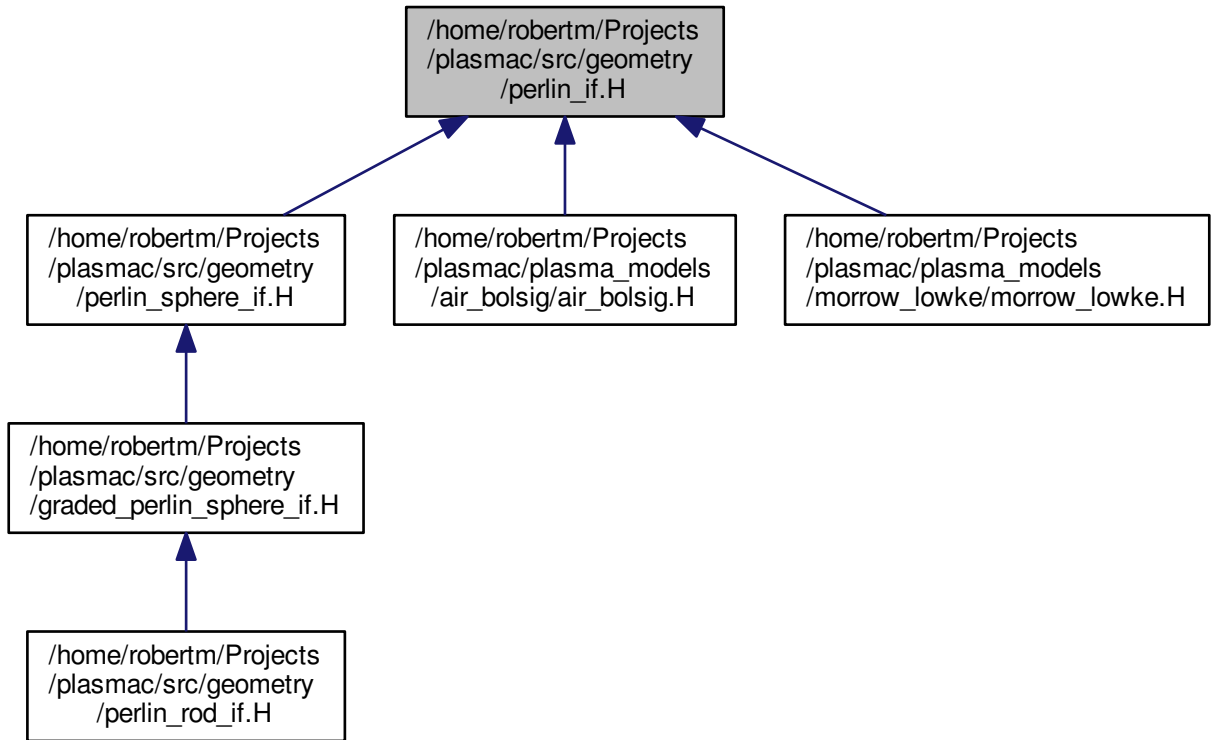 /home/robertm/Projects
/plasmac/src/geometry
/perlin_if.H
/home/robertm/Projects
/plasmac/src/geometry
/perlin_sphere_if.H
/home/robertm/Projects
/plasmac/plasma_models
/air_bolsig/air_bolsig.H
/home/robertm/Projects
/plasmac/plasma_models
/morrow_lowke/morrow_lowke.H
/home/robertm/Projects
/plasmac/src/geometry
/graded_perlin_sphere_if.H
/home/robertm/Projects
/plasmac/src/geometry
/perlin_rod_if.H